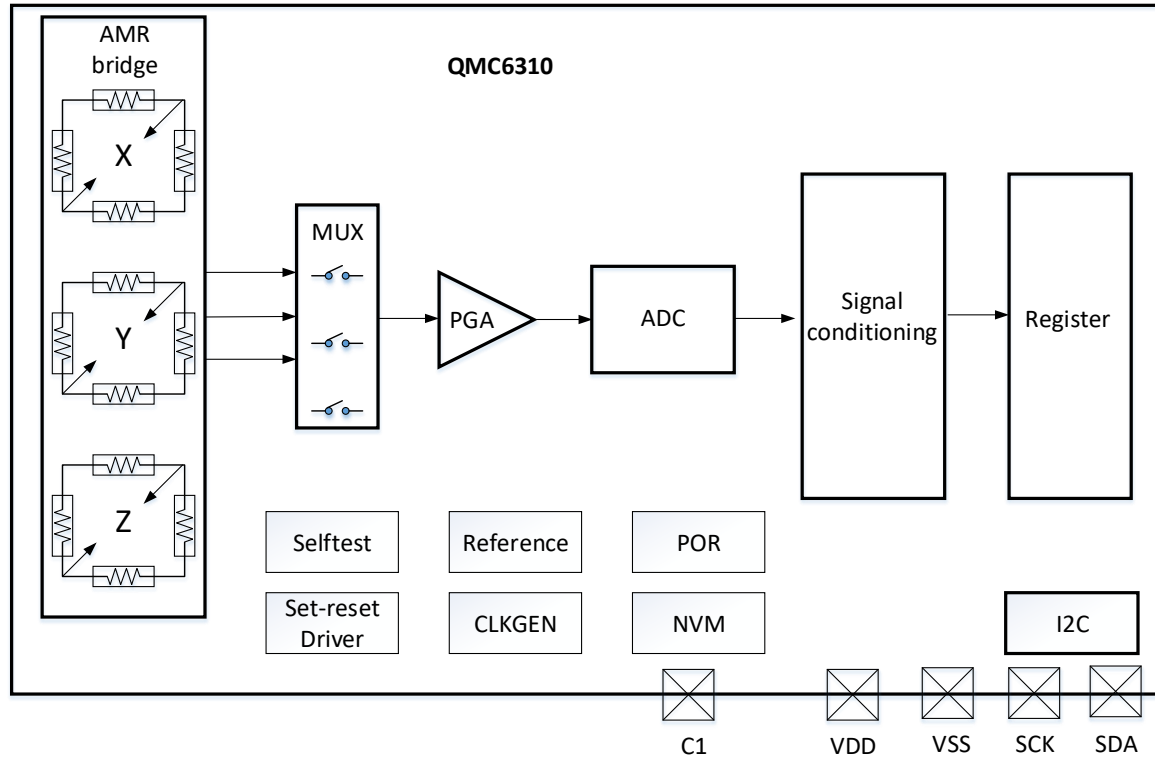 AMR
bridge
QMC6310
X
Y
Z
MUX
PGA
ADC
Signal
conditioning
Register
Selftest
Reference
POR
Set-reset
Driver
CLKGEN
NVM
I2C
C1
VDD
VSS
SCK
SDA